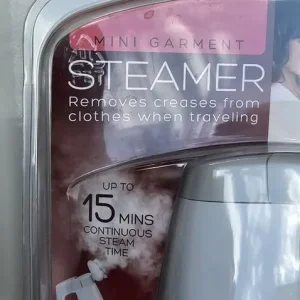 MINI GARMENT
STEAMER
Removes creases from
clothes when traveling
UP TO
15 MINS
CONTINUOUS
STEAM
TIME